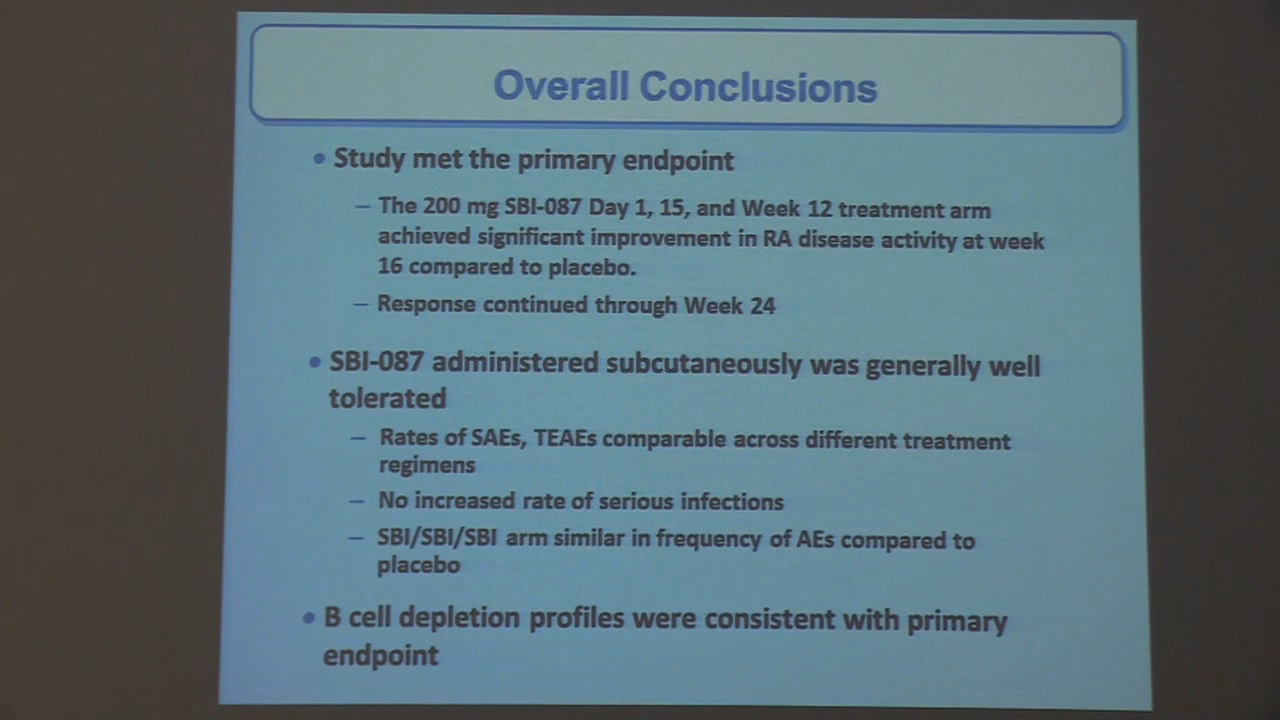 Overall Conclusions
• Study met the primary endpoint
– The 200 mg SBI-087 Day 1, 15, and Week 12 treatment arm
achieved significant improvement in RA disease activity at week
16 compared to placebo.
– Response continued through Week 24
• SBI-087 administered subcutaneously was generally well
tolerated
– Rates of SAEs, TEAEs comparable across different treatment
regimens
– No increased rate of serious infections
– SBI/SBI/SBI arm similar in frequency of AEs compared to
placebo
• B cell depletion profiles were consistent with primary
endpoint